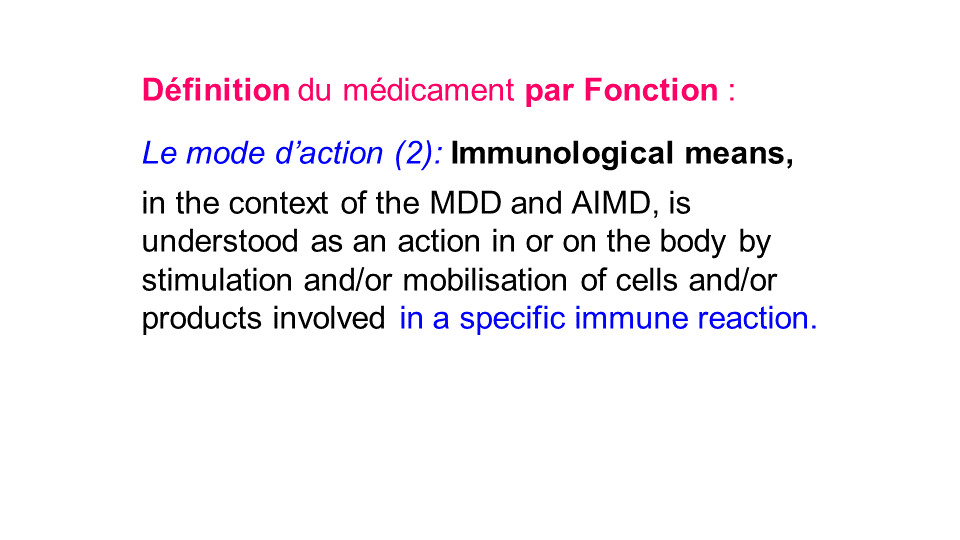 Définition du médicament par Fonction :
Le mode d’action (2): Immunological means,
in the context of the MDD and AIMD, is
understood as an action in or on the body by
stimulation and/or mobilisation of cells and/or
products involved in a specific immune reaction.